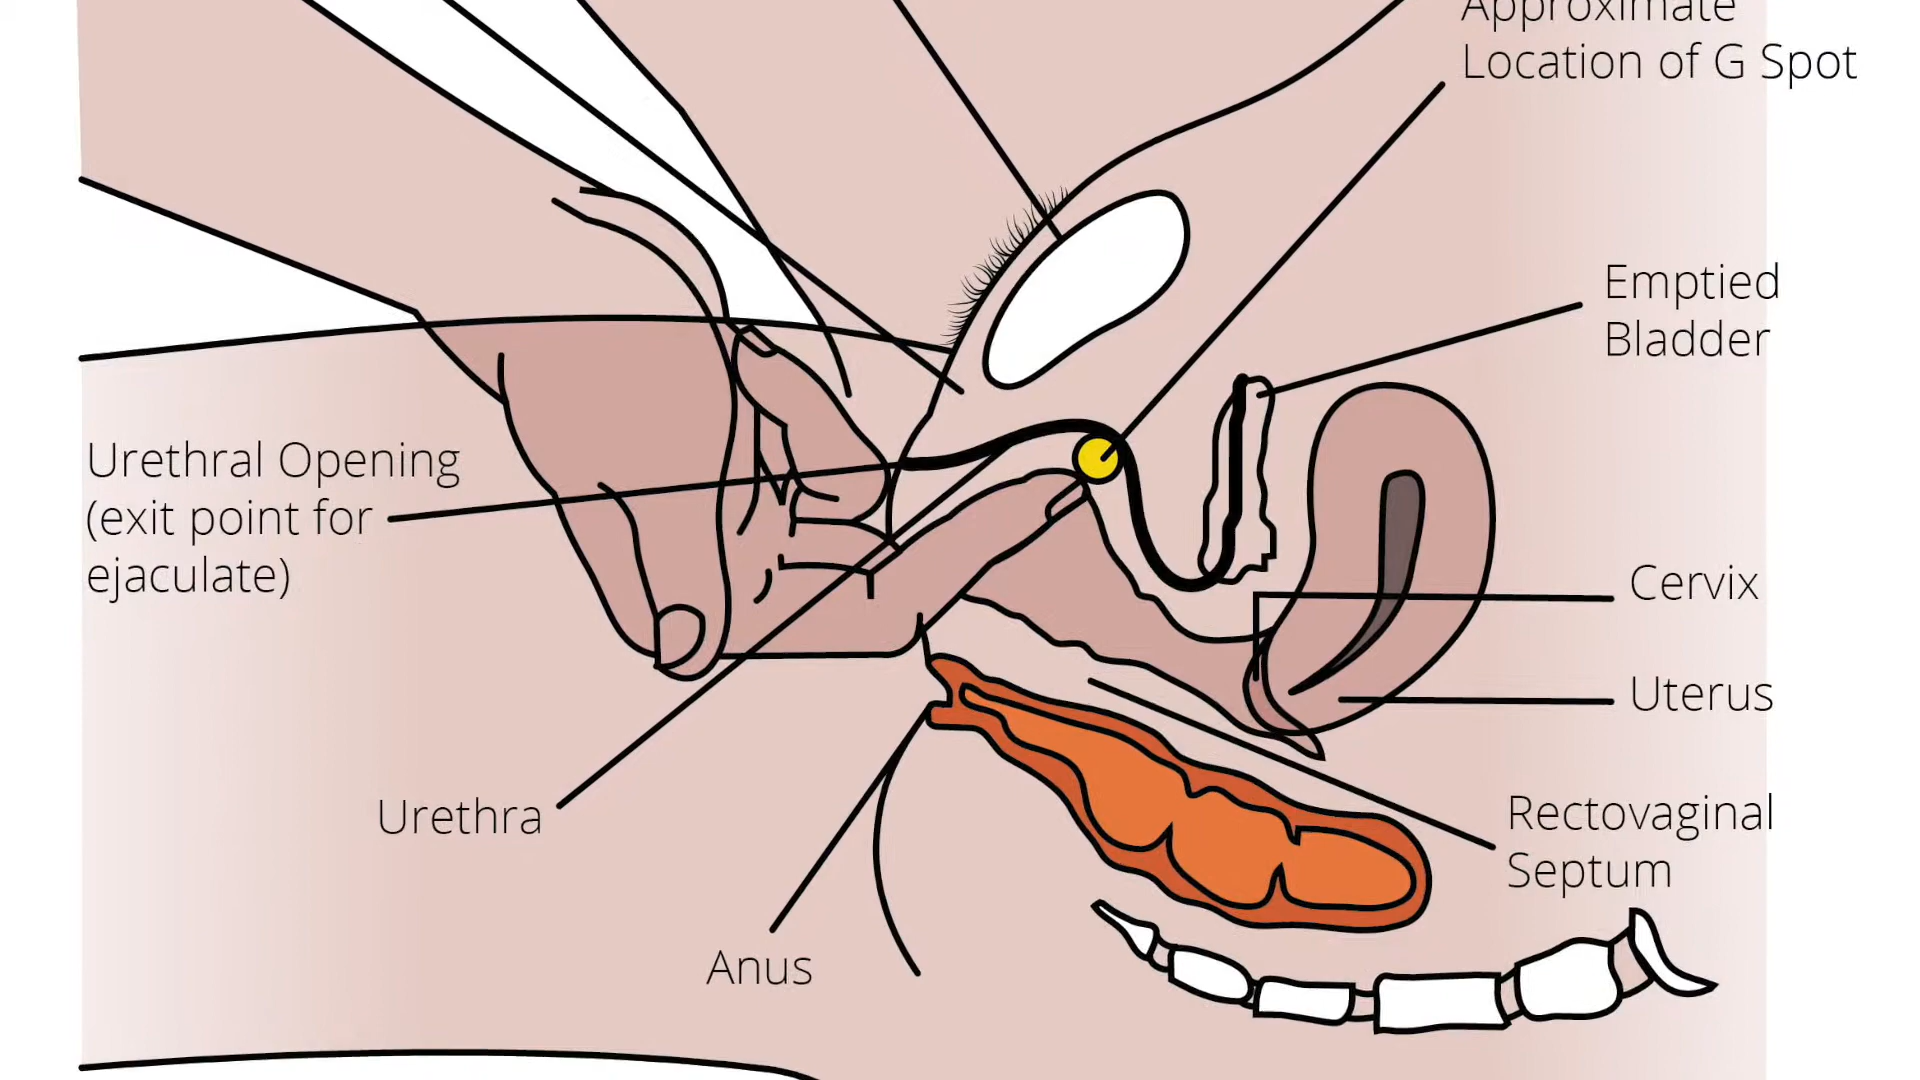 Approximate
Location of G Spot
Emptied
Bladder
Urethral Opening
(exit point for
ejaculate)
Cervix
Uterus
Urethra
Rectovaginal
Septum
Anus